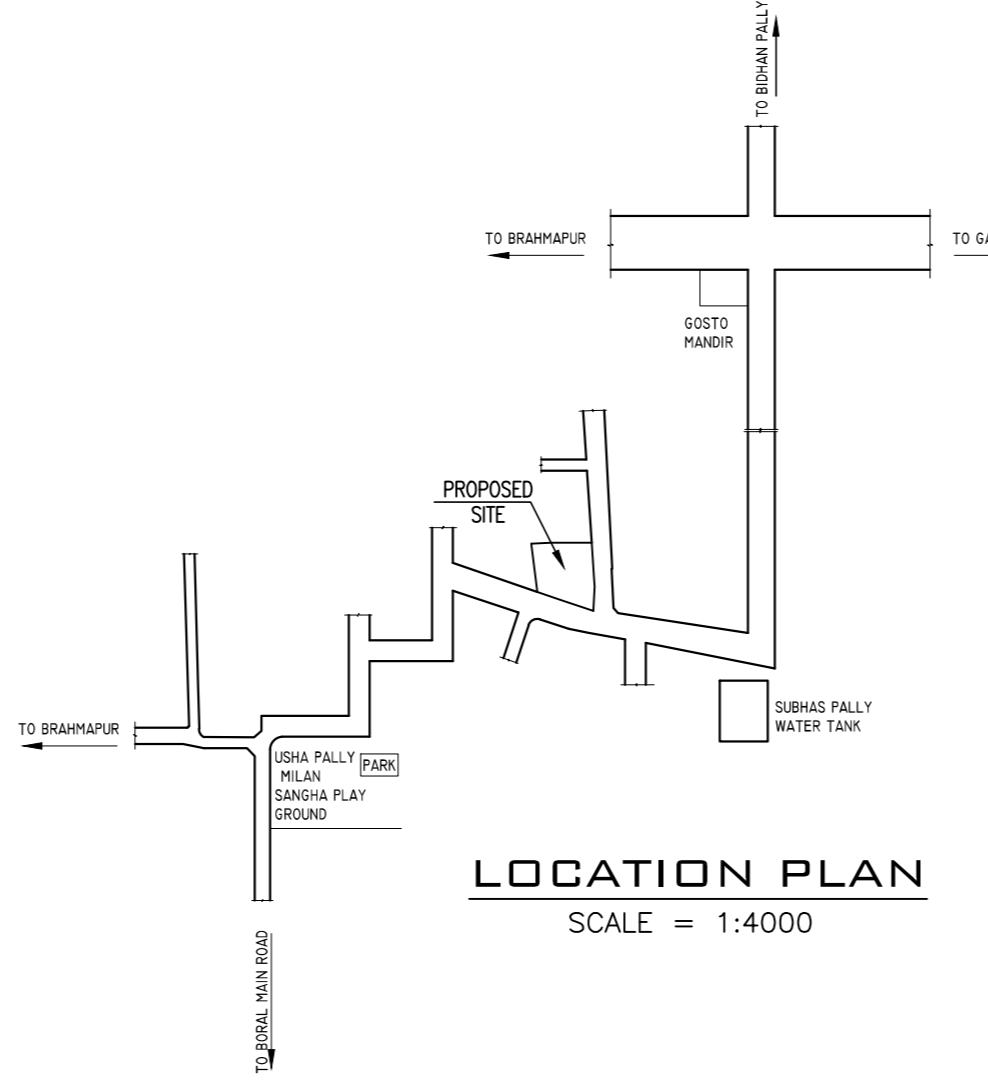 TO BIDHAN PALLY
TO BRAHMAPUR
TO GA
GOSTO
MANDIR
PROPOSED
SITE
TO BRAHMAPUR
USHA PALLY
MILAN
SANGHA PLAY
GROUND
PARK
SUBHAS PALLY
WATER TANK
LOCATION PLAN
SCALE = 1:4000
TO BORAL MAIN ROAD